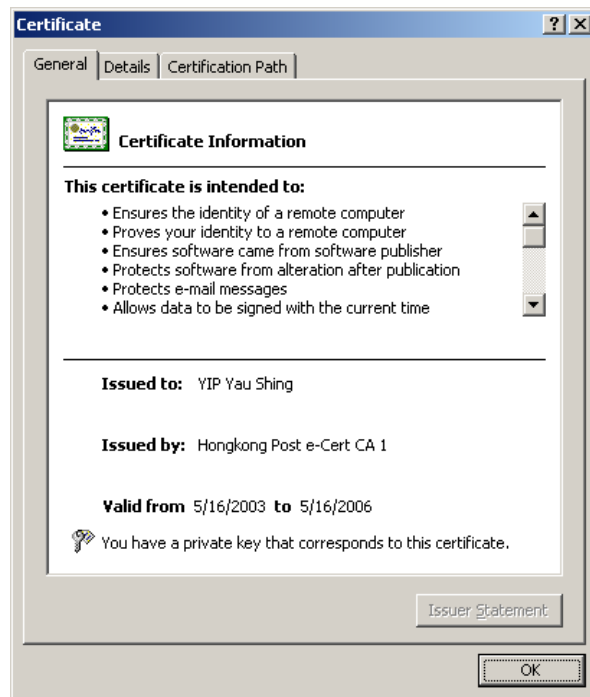 Certificate
General Details Certification Path
Certificate Information
This certificate is intended to:
• Ensures the identity of a remote computer
• Proves your identity to a remote computer
• Ensures software came from software publisher
• Protects software from alteration after publication
• Protects e-mail messages
• Allows data to be signed with the current time
Issued to: YIP Yau Shing
Issued by: Hongkong Post e-Cert CA 1
Valid from 5/16/2003 to 5/16/2006
You have a private key that corresponds to this certificate.
Issuer Statement
OK